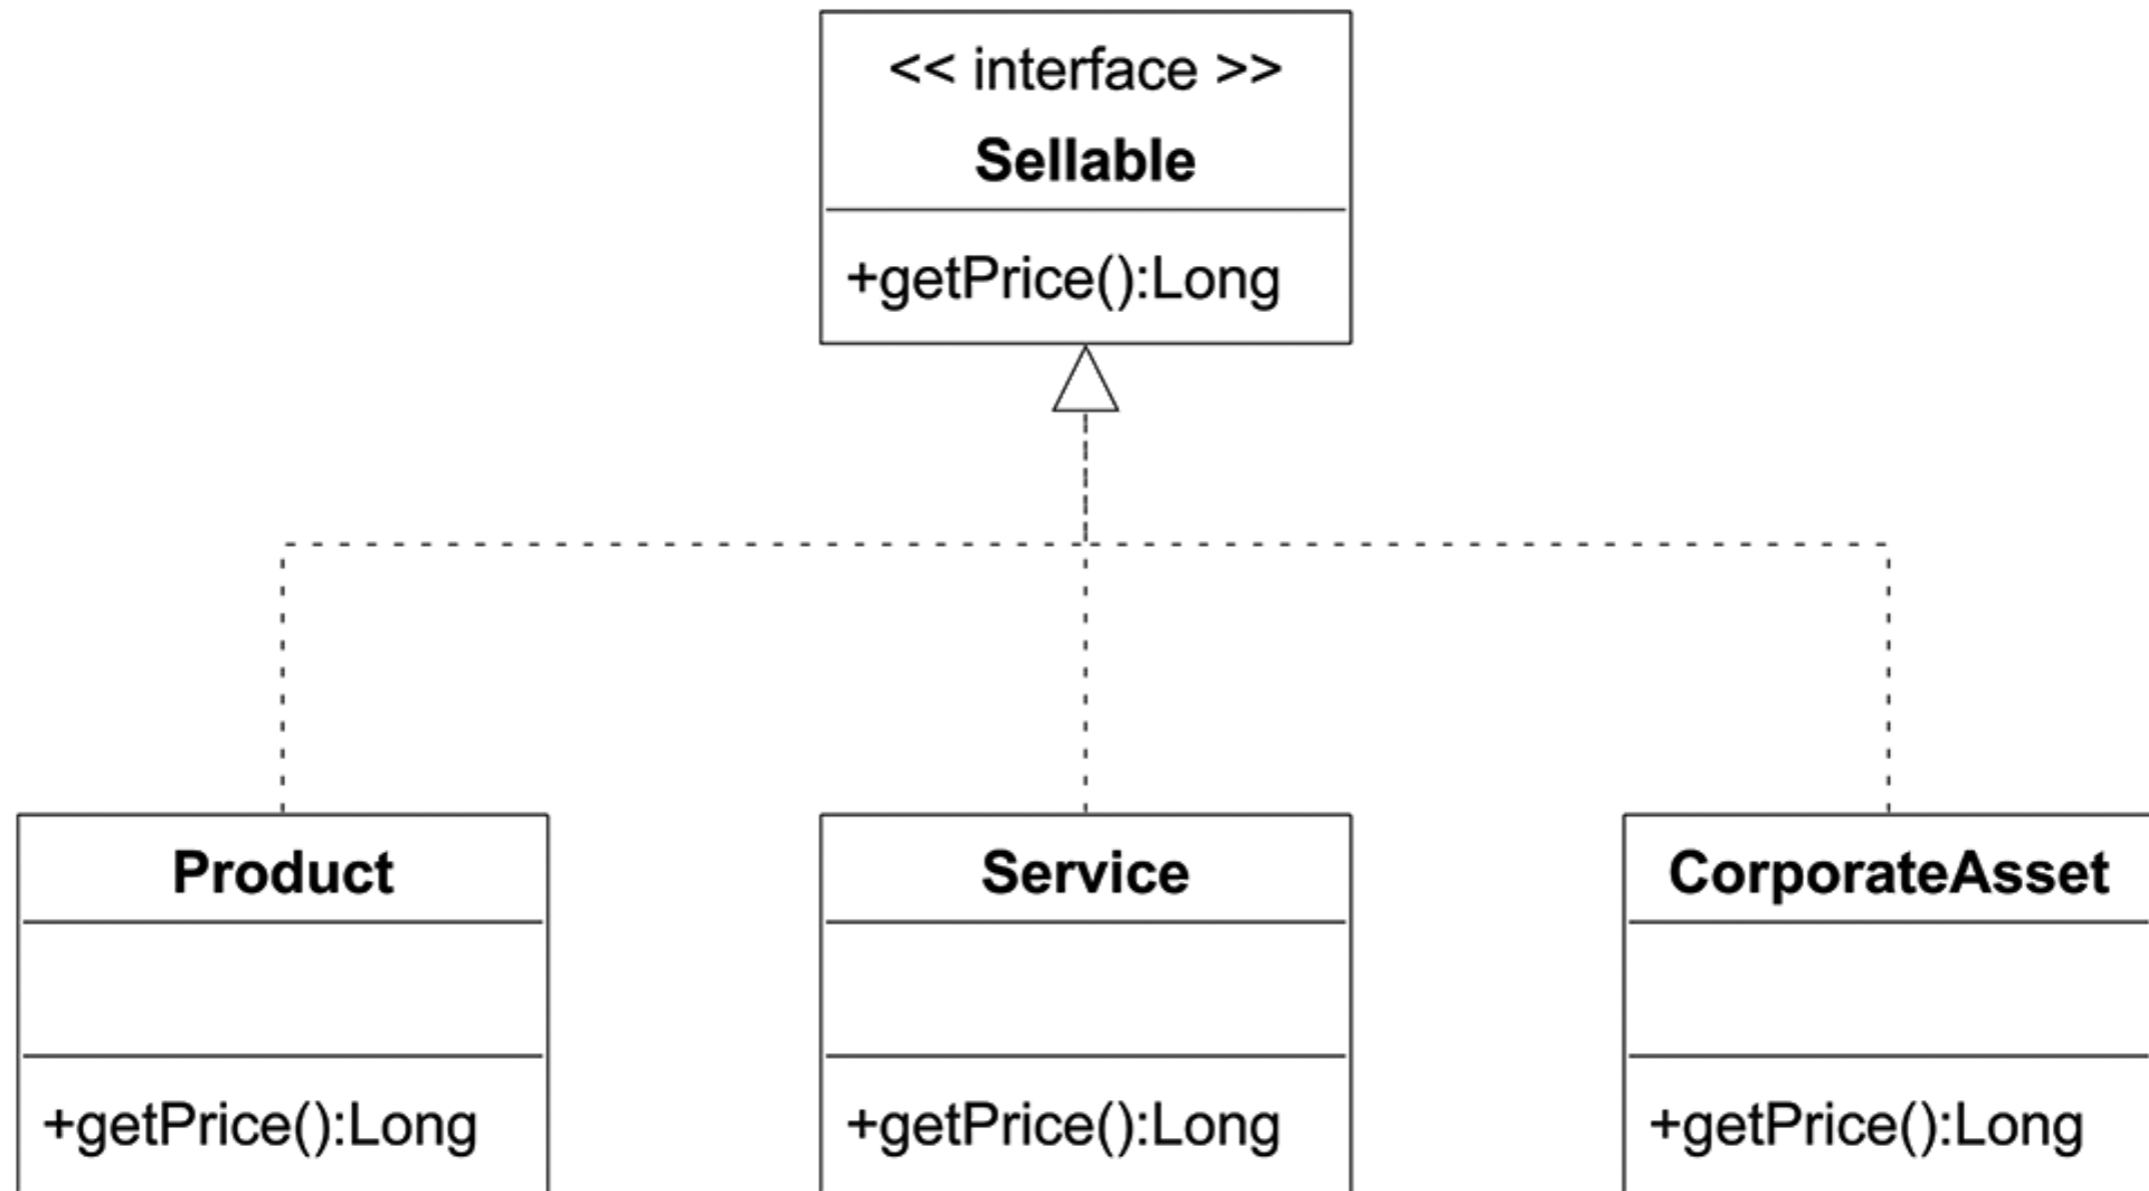 << interface >>
Sellable
+getPrice():Long
Product
Service
CorporateAsset
+getPrice():Long
+getPrice():Long
+getPrice():Long